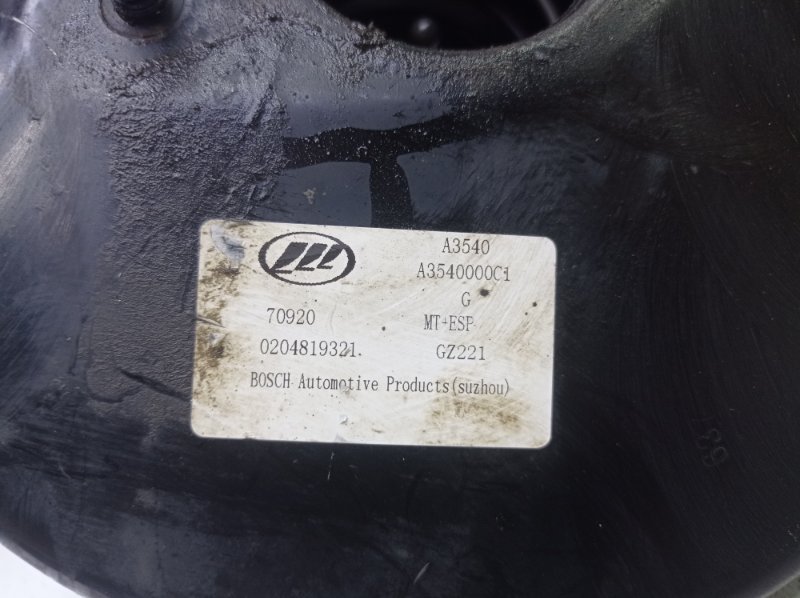 A3540
A3540000C1
G
70920 MT+ESP
0204819321. GZ221
BOSCH Automotive Products(suzhou)